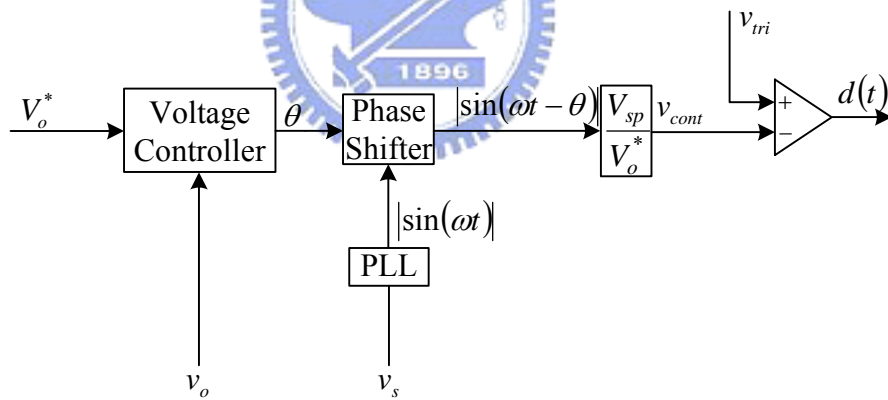 v_tri
1896
V_o^*
Voltage
Controller
θ
Phase
Shifter
|sin(ωt − θ)|
V_sp
V_o^*
v_cont
+
−
d(t)
|sin(ωt)|
PLL
v_o
v_s